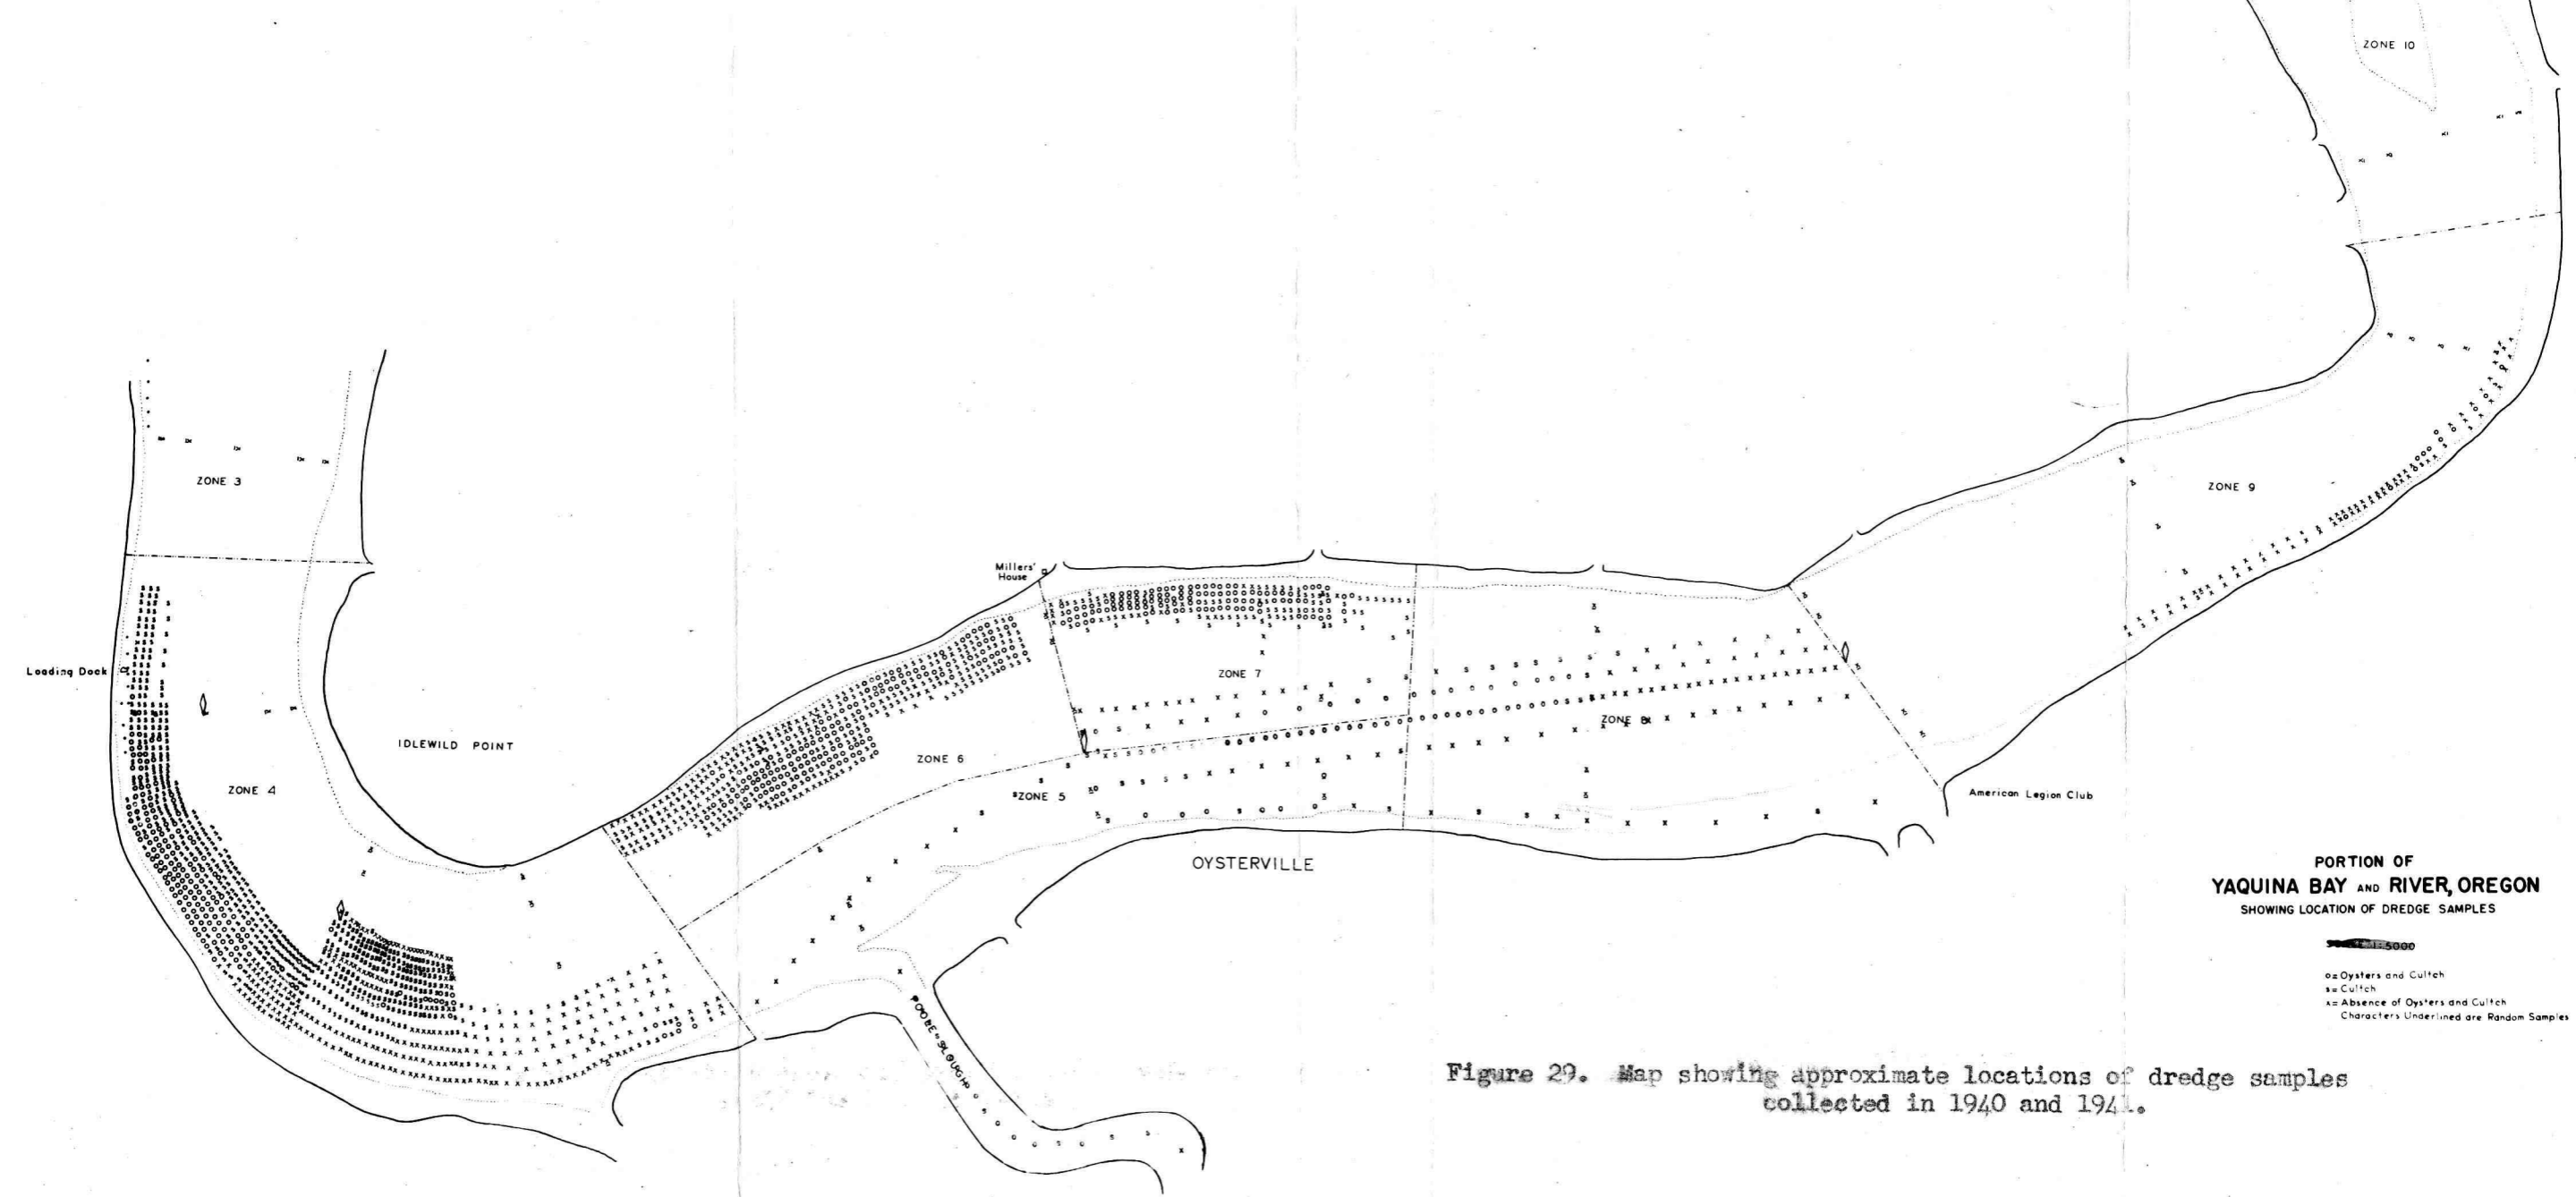 ZONE 10
ZONE 3
ZONE 9
Millers'
House
Loading Dock
ZONE 7
ZONE 8
IDLEWILD POINT
ZONE 6
ZONE 4
ZONE 5
American Legion Club
OYSTERVILLE
PORTION OF
YAQUINA BAY AND RIVER, OREGON
SHOWING LOCATION OF DREDGE SAMPLES
5000
o= Oysters and Cultch
s= Cultch
x= Absence of Oysters and Cultch
Characters Underlined are Random Samples
Figure 29. Map showing approximate locations of dredge samples
collected in 1940 and 1941.